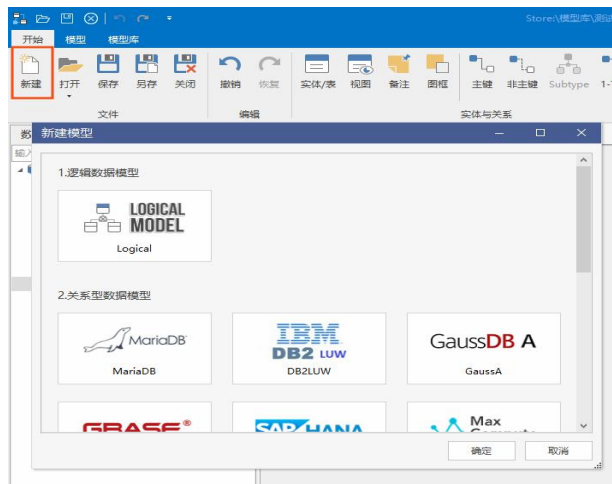 Store:\模型库\测试
开始 模型 模型库
新建 打开 保存 另存 关闭 撤销 恢复 实体/表 视图 备注 图框 主键 非主键 Subtype 1-
文件 编辑 实体与关系
数
新建模型
输入
1.逻辑数据模型
LOGICAL
MODEL
Logical
2.关系型数据模型
MariaDB IBM DB2 LUW GaussDB A
MariaDB DB2LUW GaussA
GBASE® SAP HANA Max
确定 取消